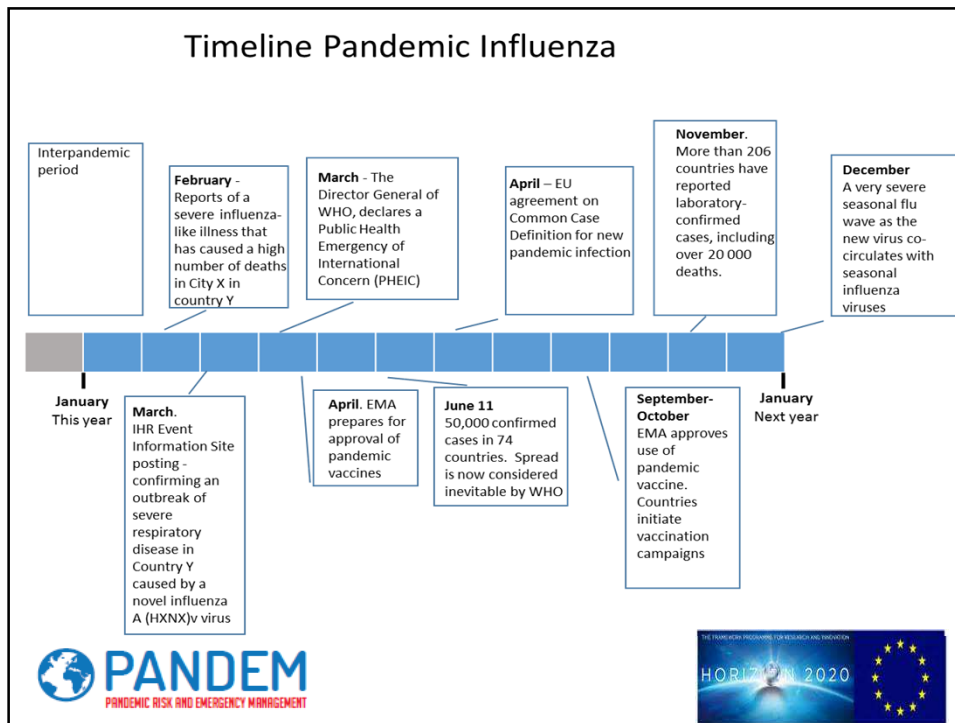 Timeline Pandemic Influenza
Interpandemic
period
February -
Reports of a
severe influenza-
like illness that
has caused a high
number of deaths
in City X in
country Y
March - The
Director General of
WHO, declares a
Public Health
Emergency of
International
Concern (PHEIC)
April – EU
agreement on
Common Case
Definition for new
pandemic infection
November.
More than 206
countries have
reported
laboratory-
confirmed
cases, including
over 20 000
deaths.
December
A very severe
seasonal flu
wave as the
new virus co-
circulates with
seasonal
influenza
viruses
January
This year
March.
IHR Event
Information Site
posting -
confirming an
outbreak of
severe
respiratory
disease in
Country Y
caused by a
novel influenza
A (HXNX)v virus
April. EMA
prepares for
approval of
pandemic
vaccines
June 11
50,000 confirmed
cases in 74
countries.  Spread
is now considered
inevitable by WHO
September-
October
EMA approves
use of
pandemic
vaccine.
Countries
initiate
vaccination
campaigns
January
Next year
PANDEM
PANDEMIC RISK AND EMERGENCY MANAGEMENT
THE FRAMEWORK PROGRAMME FOR RESEARCH AND INNOVATION
HORIZON 2020